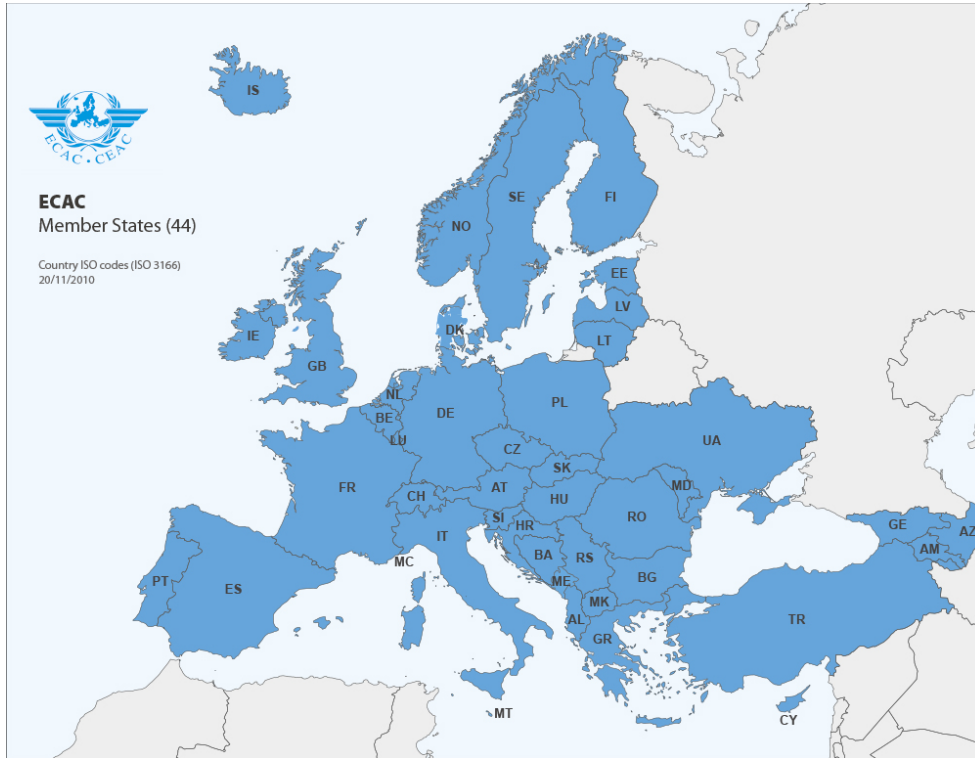 IS
ECAC • CEAC
ECAC
Member States (44)
Country ISO codes (ISO 3166)
20/11/2010
NO
SE
FI
EE
LV
LT
DK
IE
GB
NL
BE
LU
DE
PL
CZ
SK
UA
FR
CH
AT
HU
MD
RO
SI
HR
IT
BA
RS
MC
ME
BG
MK
AL
GR
PT
ES
GE
AM
AZ
TR
MT
CY